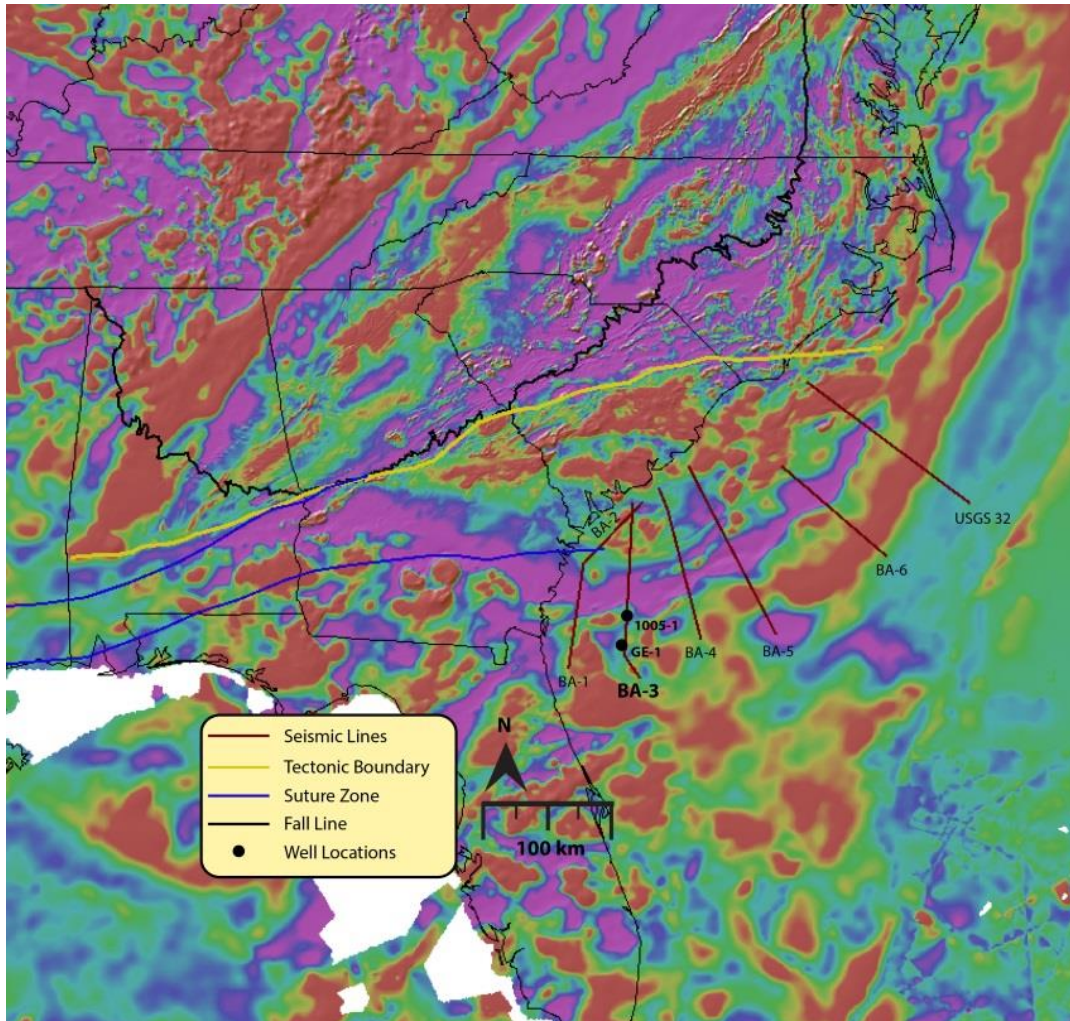 USGS 32
BA-2
BA-6
1005-1
GE-1
BA-4
BA-5
BA-1
BA-3
Seismic Lines
Tectonic Boundary
Suture Zone
Fall Line
Well Locations
N
100 km